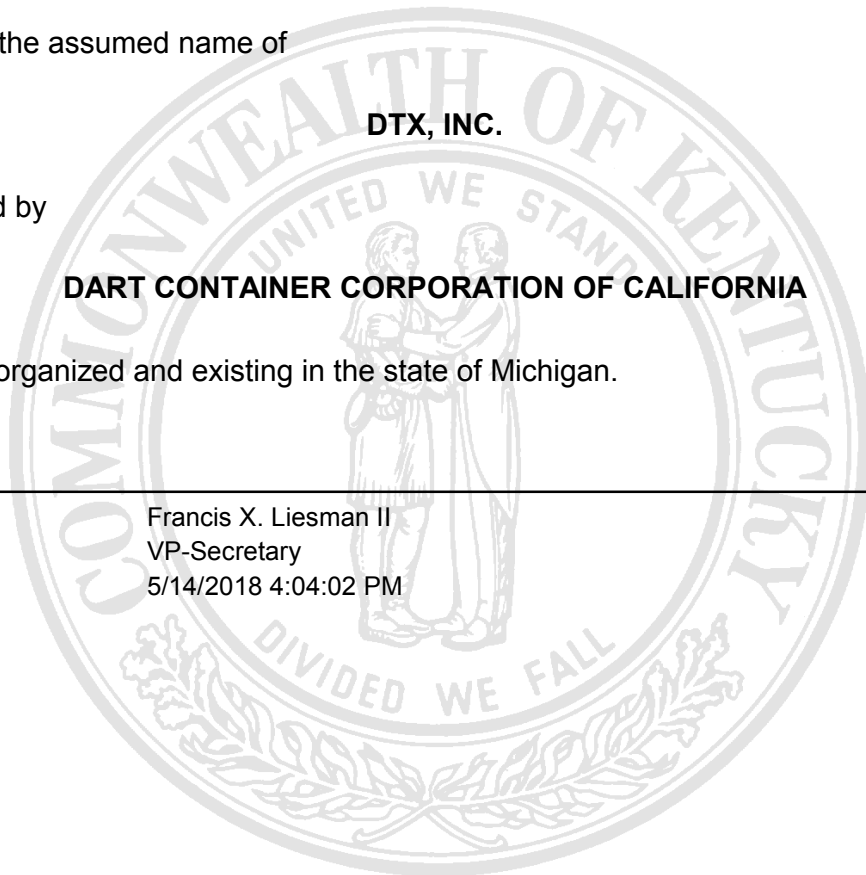 the assumed name of
DTX, INC.
d by
DART CONTAINER CORPORATION OF CALIFORNIA
organized and existing in the state of Michigan.
Francis X. Liesman II
VP-Secretary
5/14/2018 4:04:02 PM
COMMONWEALTH OF KENTUCKY
UNITED WE STAND
DIVIDED WE FALL